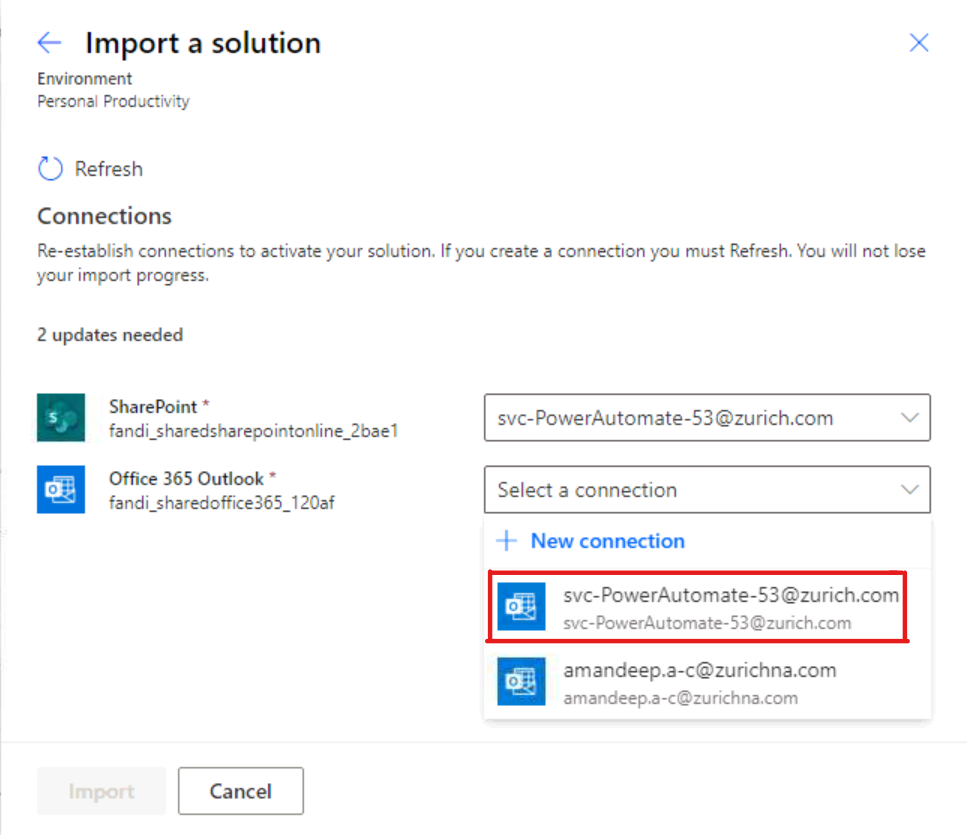 Import a solution
Environment
Personal Productivity
Refresh
Connections
Re-establish connections to activate your solution. If you create a connection you must Refresh. You will not lose
your import progress.
2 updates needed
SharePoint *
fandi_sharedsharepointonline_2bae1
svc-PowerAutomate-53@zurich.com
Office 365 Outlook *
fandi_sharedoffice365_120af
Select a connection
New connection
svc-PowerAutomate-53@zurich.com
svc-PowerAutomate-53@zurich.com
amandeep.a-c@zurichna.com
amandeep.a-c@zurichna.com
Import
Cancel